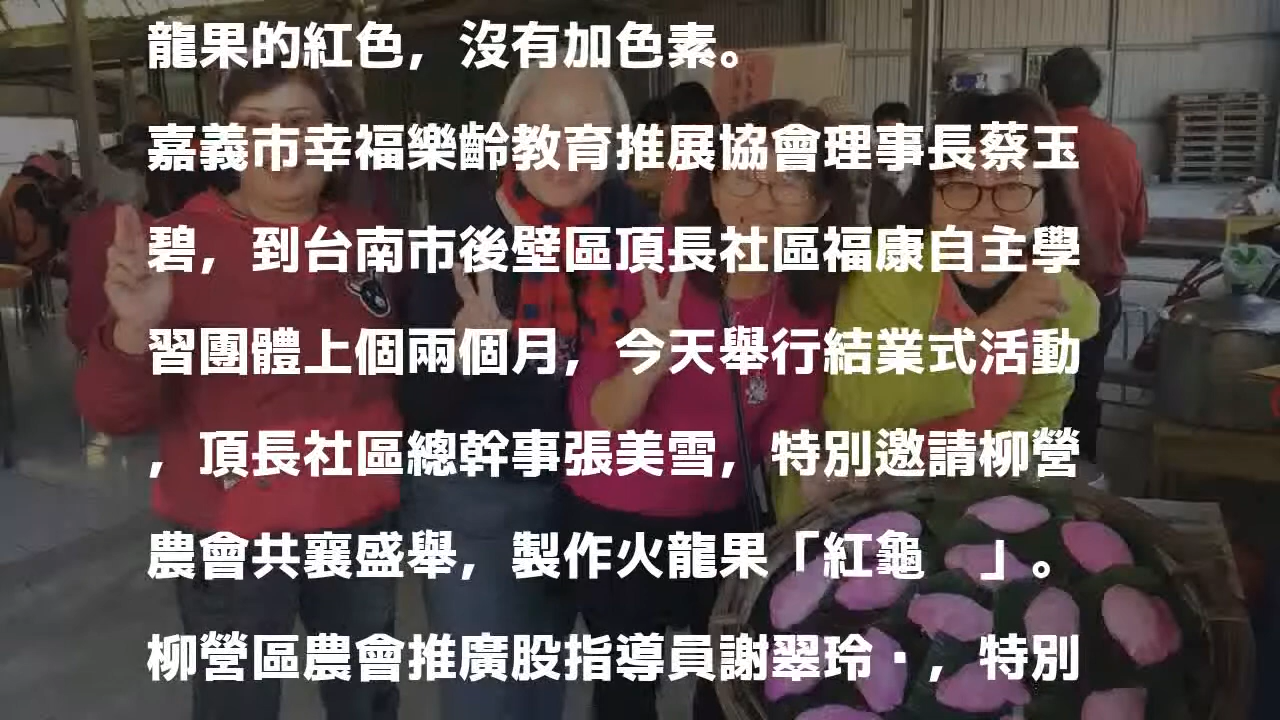 龍果的紅色，沒有加色素。
嘉義市幸福樂齡教育推展協會理事長蔡玉
碧，到台南市後壁區頂長社區福康自主學
習團體上個兩個月，今天舉行結業式活動
，頂長社區總幹事張美雪，特別邀請柳營
農會共襄盛舉，製作火龍果「紅龜　」。
柳營區農會推廣股指導員謝翠玲·，特別